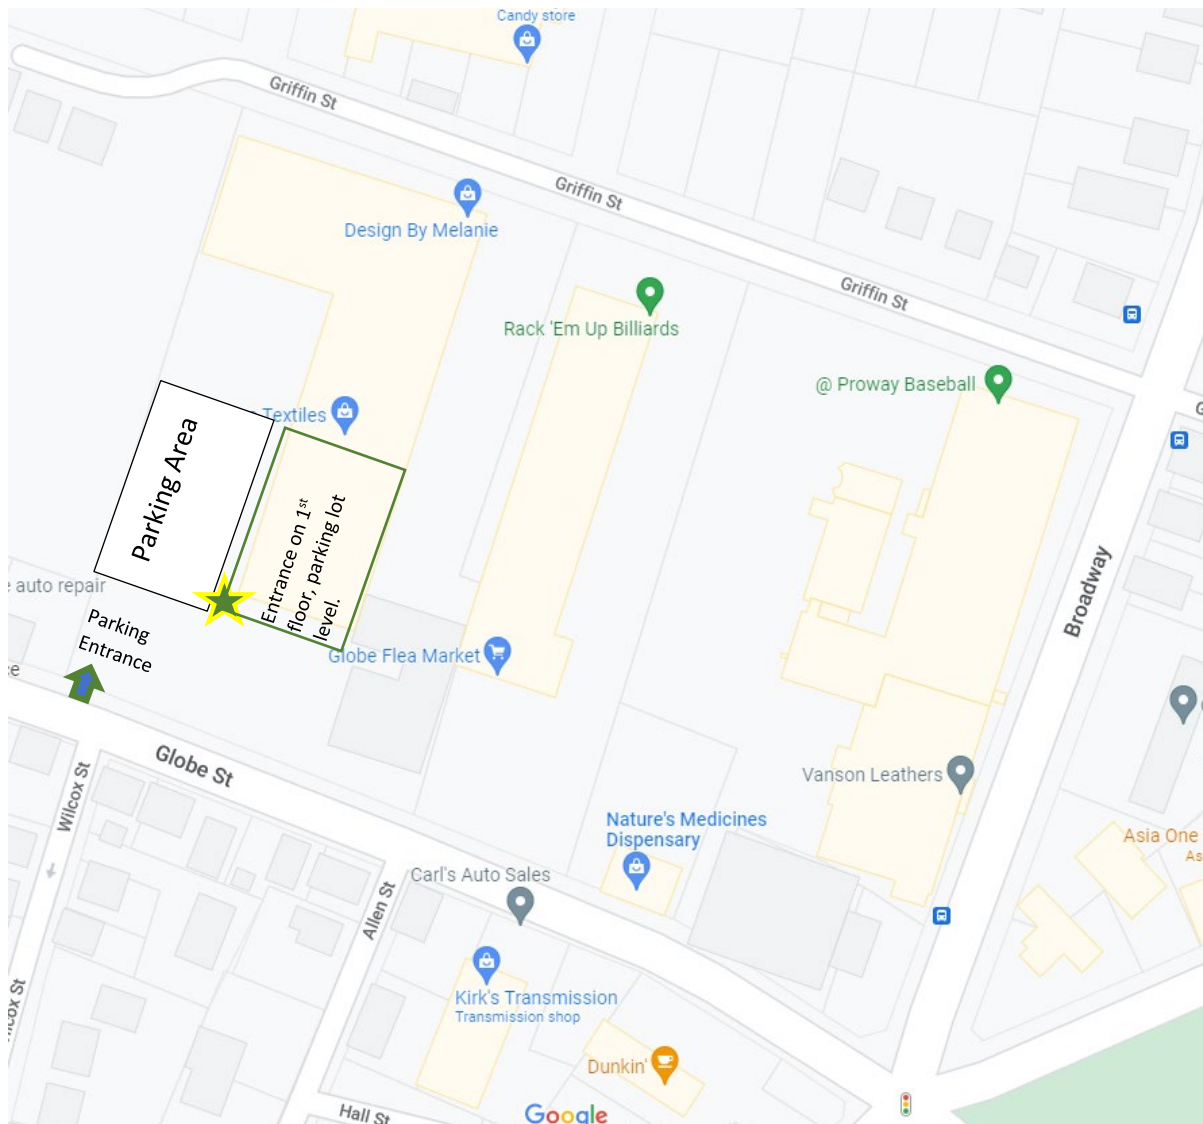 Candy store
Griffin St
Griffin St
Design By Melanie
Griffin St
Rack 'Em Up Billiards
@ Proway Baseball
Textiles
Parking Area
Entrance on 1st
floor, parking lot
level.
auto repair
Parking
Entrance
Globe Flea Market
Broadway
Globe St
Wilcox St
Vanson Leathers
Nature's Medicines
Dispensary
Asia One
As
Carl's Auto Sales
Allen St
Kirk's Transmission
Transmission shop
Dunkin'
Hall St
Google